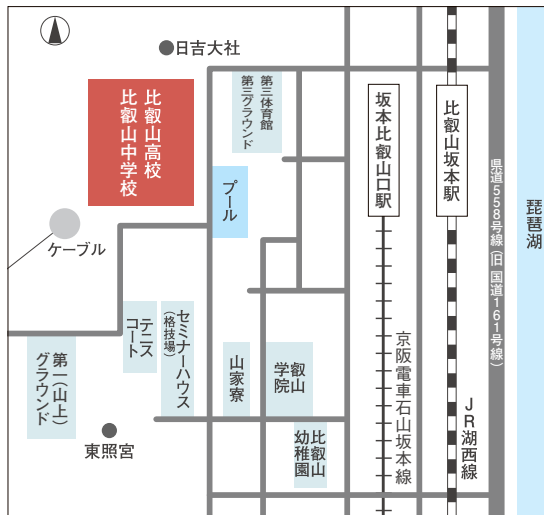 日吉大社
比叡山高校
比叡山中学校
第三体育館
第三グラウンド
プール
坂本比叡山口駅
比叡山坂本駅
県道558号線(旧 国道161号線)
琵琶湖
ケーブル
第一(山上)
グラウンド
テニス
コート
セミナーハウス
(格技場)
山家寮
叡山
学院
比叡山
幼稚園
京阪電車石山坂本線
JR湖西線
東照宮